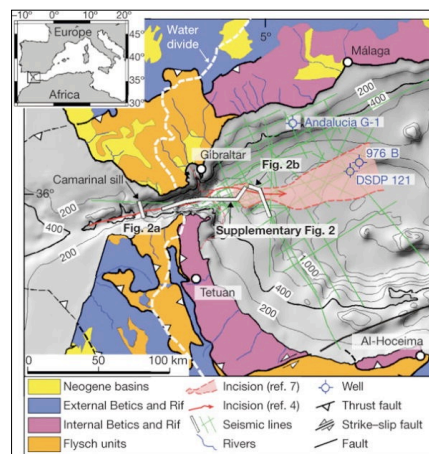 −10° 0° 10° 20°
Europe
Africa
45°
40°
35°
30°
Water
divide
5°
Málaga
200
400
Andalucia G-1
Gibraltar
Fig. 2b
976 B
DSDP 121
Camarinal sill
36°
200
400
200
Fig. 2a
Supplementary Fig. 2
1,000
Tetuan
400
200
Al-Hoceima
0 50 100
km
Neogene basins
External Betics and Rif
Internal Betics and Rif
Flysch units
Incision (ref. 7)
Incision (ref. 4)
Seismic lines
Rivers
Well
Thrust fault
Strike–slip fault
Fault